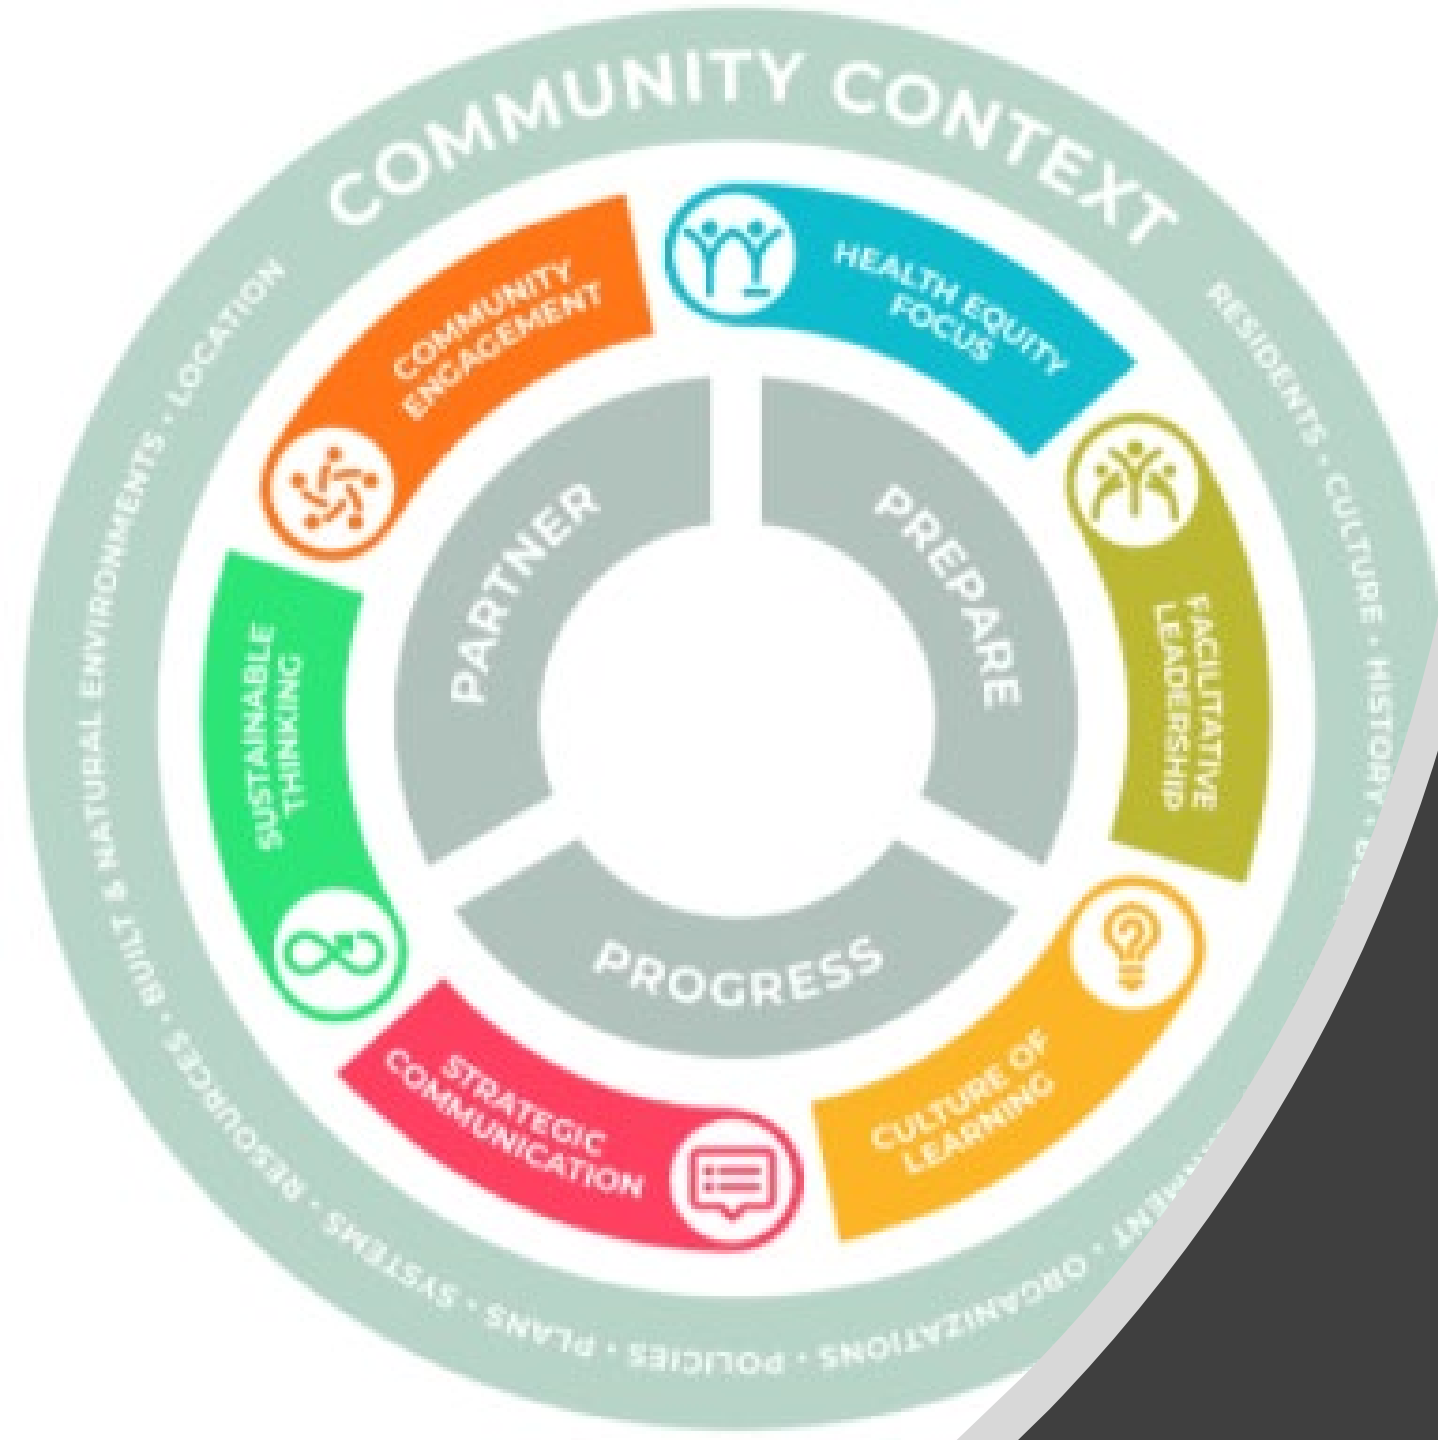 COMMUNITY CONTEXT
RESIDENTS • CULTURE • HISTORY •
ORGANIZATIONS • POLICIES • PLANS • SYSTEMS • RESOURCES • BUILT & NATURAL ENVIRONMENTS • LOCATION
HEALTH EQUITY
FOCUS
FACILITATIVE
LEADERSHIP
CULTURE OF
LEARNING
STRATEGIC
COMMUNICATION
SUSTAINABLE
THINKING
COMMUNITY
ENGAGEMENT
PREPARE
PROGRESS
PARTNER